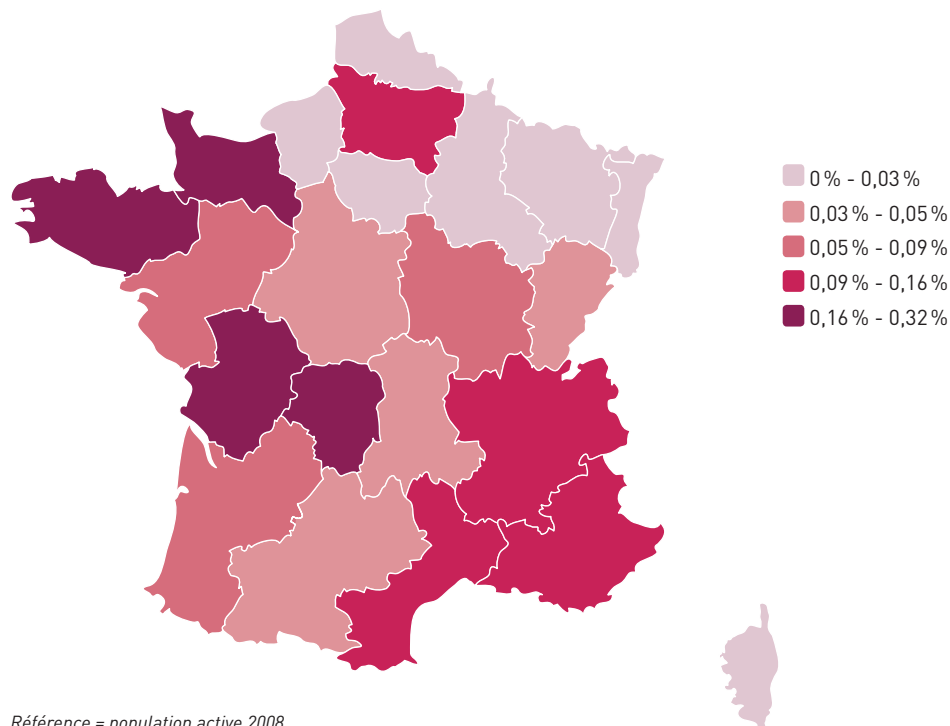 0 % - 0,03 %
0,03 % - 0,05 %
0,05 % - 0,09 %
0,09 % - 0,16 %
0,16 % - 0,32 %
Référence = population active 2008